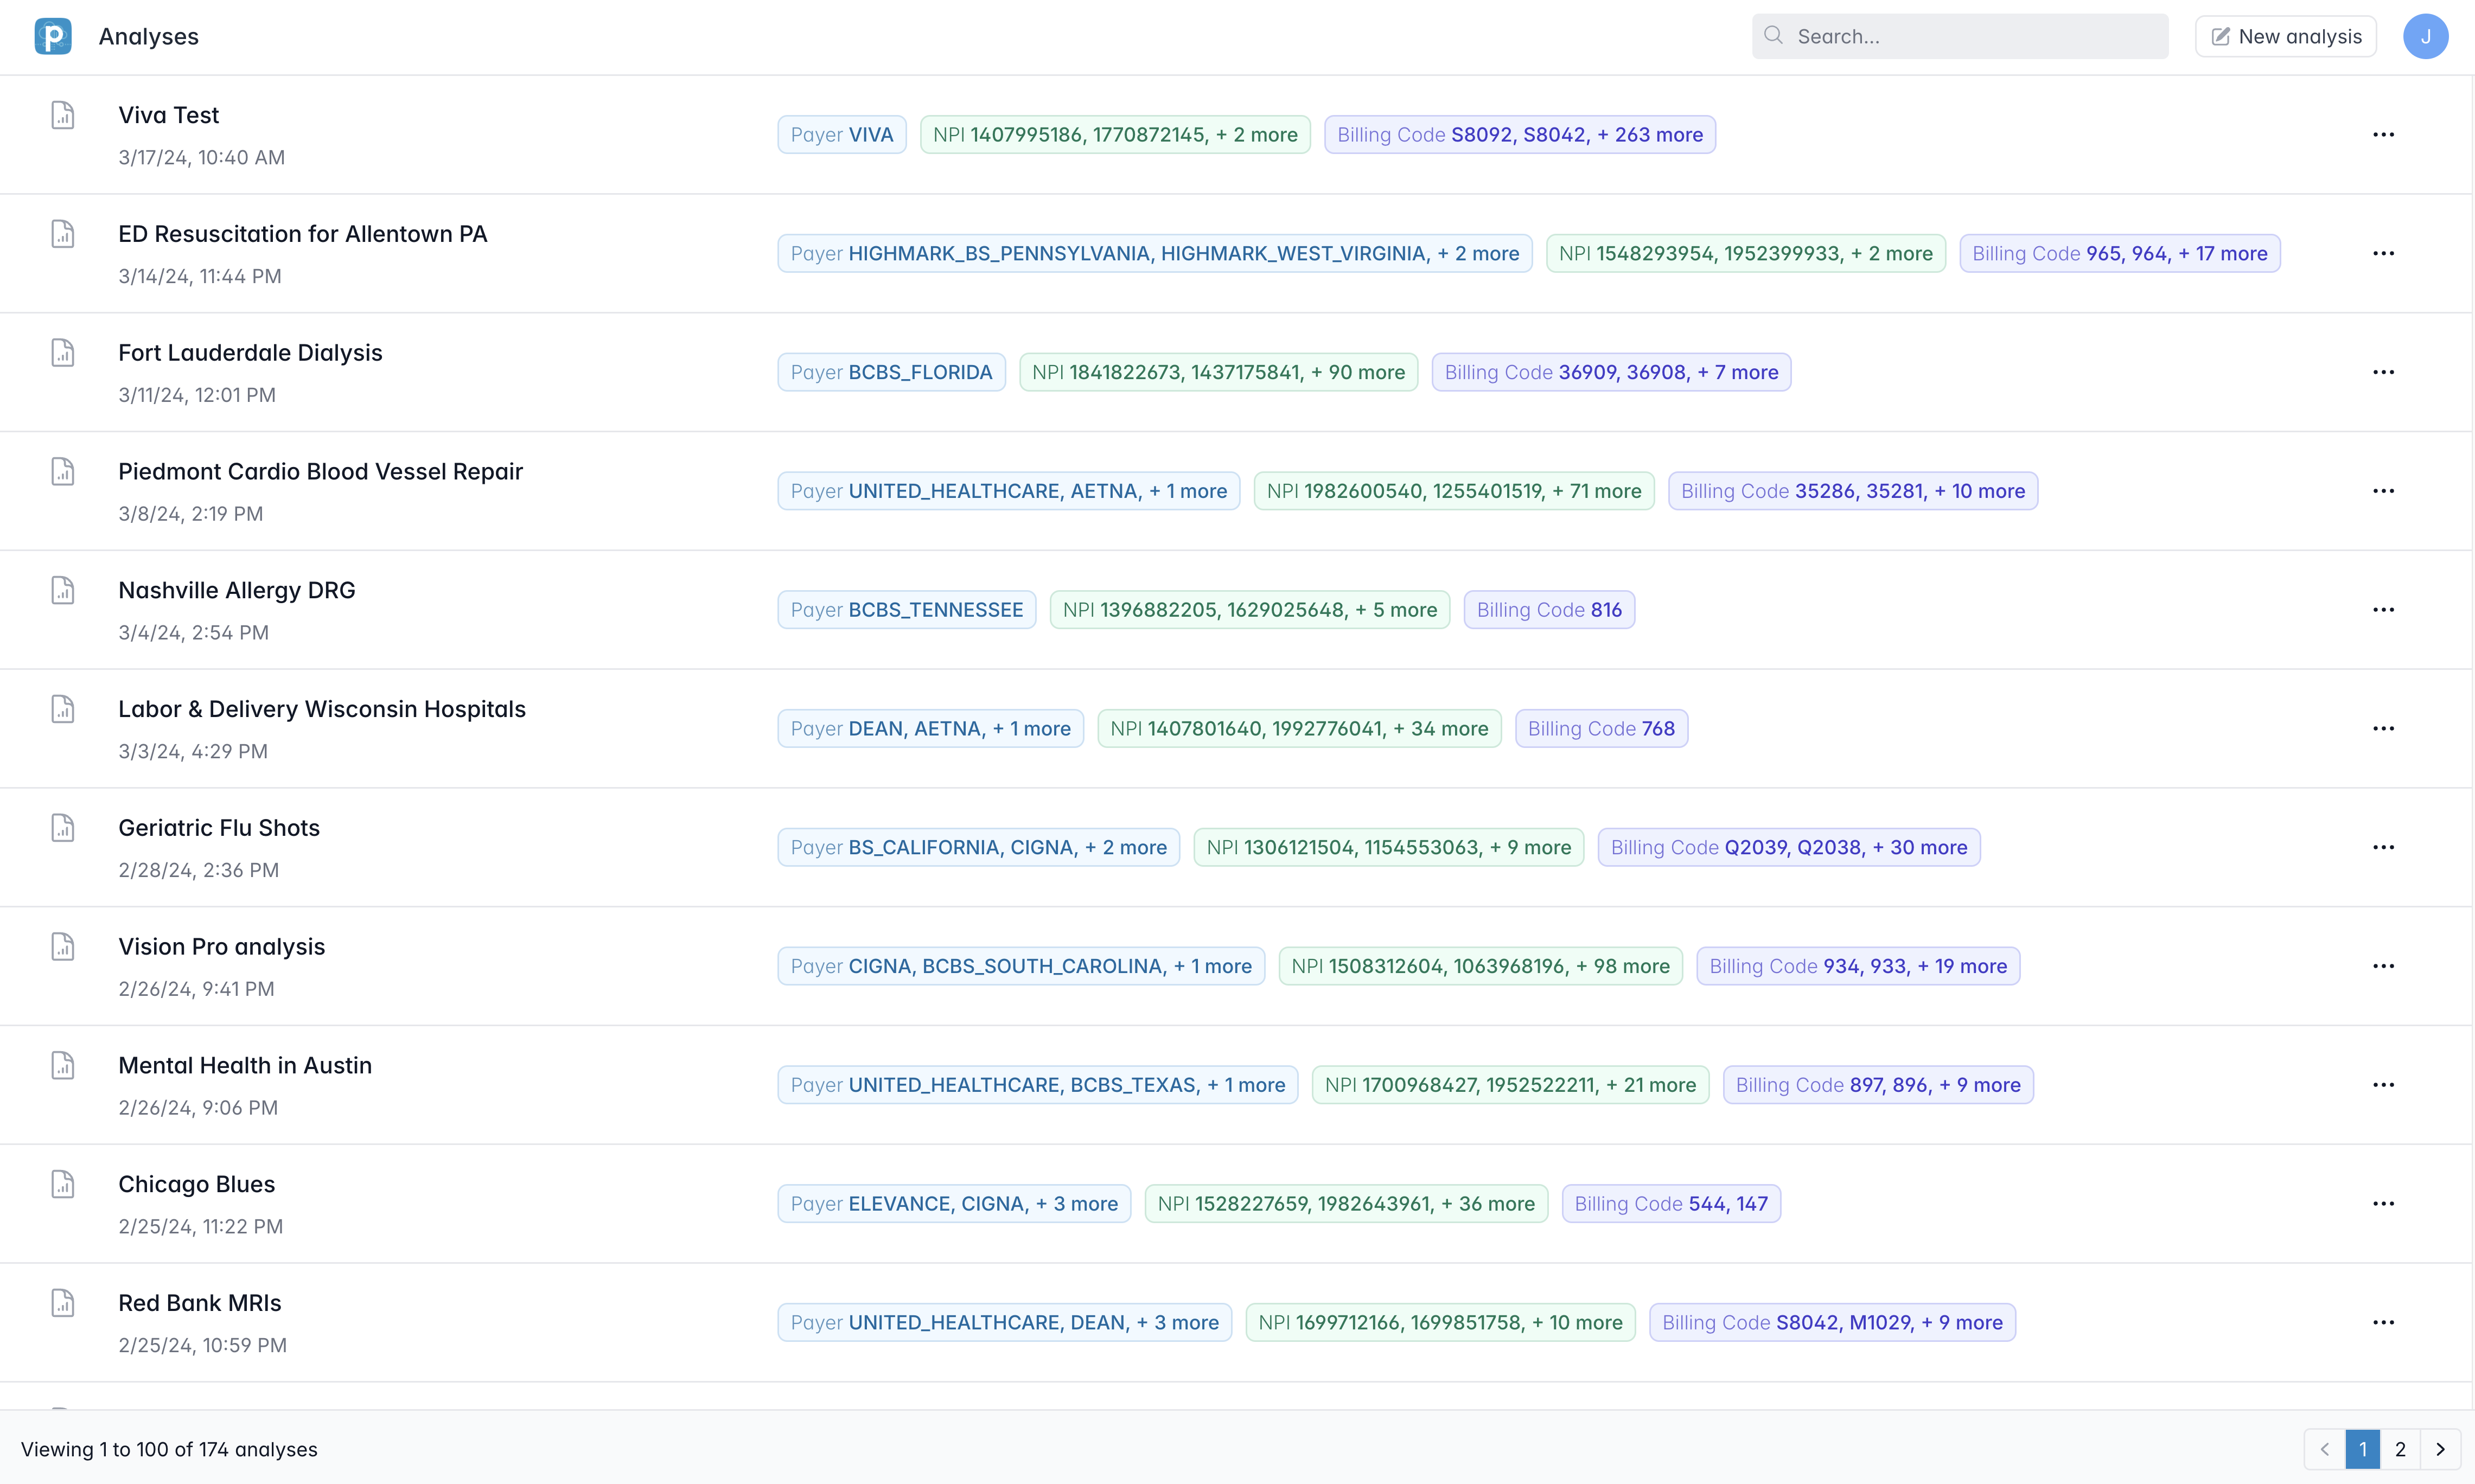 p Analyses Search... New analysis J
Viva Test
3/17/24, 10:40 AM
Payer VIVA NPI 1407995186, 1770872145, + 2 more Billing Code S8092, S8042, + 263 more
ED Resuscitation for Allentown PA
3/14/24, 11:44 PM
Payer HIGHMARK_BS_PENNSYLVANIA, HIGHMARK_WEST_VIRGINIA, + 2 more NPI 1548293954, 1952399933, + 2 more Billing Code 965, 964, + 17 more
Fort Lauderdale Dialysis
3/11/24, 12:01 PM
Payer BCBS_FLORIDA NPI 1841822673, 1437175841, + 90 more Billing Code 36909, 36908, + 7 more
Piedmont Cardio Blood Vessel Repair
3/8/24, 2:19 PM
Payer UNITED_HEALTHCARE, AETNA, + 1 more NPI 1982600540, 1255401519, + 71 more Billing Code 35286, 35281, + 10 more
Nashville Allergy DRG
3/4/24, 2:54 PM
Payer BCBS_TENNESSEE NPI 1396882205, 1629025648, + 5 more Billing Code 816
Labor & Delivery Wisconsin Hospitals
3/3/24, 4:29 PM
Payer DEAN, AETNA, + 1 more NPI 1407801640, 1992776041, + 34 more Billing Code 768
Geriatric Flu Shots
2/28/24, 2:36 PM
Payer BS_CALIFORNIA, CIGNA, + 2 more NPI 1306121504, 1154553063, + 9 more Billing Code Q2039, Q2038, + 30 more
Vision Pro analysis
2/26/24, 9:41 PM
Payer CIGNA, BCBS_SOUTH_CAROLINA, + 1 more NPI 1508312604, 1063968196, + 98 more Billing Code 934, 933, + 19 more
Mental Health in Austin
2/26/24, 9:06 PM
Payer UNITED_HEALTHCARE, BCBS_TEXAS, + 1 more NPI 1700968427, 1952522211, + 21 more Billing Code 897, 896, + 9 more
Chicago Blues
2/25/24, 11:22 PM
Payer ELEVANCE, CIGNA, + 3 more NPI 1528227659, 1982643961, + 36 more Billing Code 544, 147
Red Bank MRIs
2/25/24, 10:59 PM
Payer UNITED_HEALTHCARE, DEAN, + 3 more NPI 1699712166, 1699851758, + 10 more Billing Code S8042, M1029, + 9 more
Viewing 1 to 100 of 174 analyses 1 2